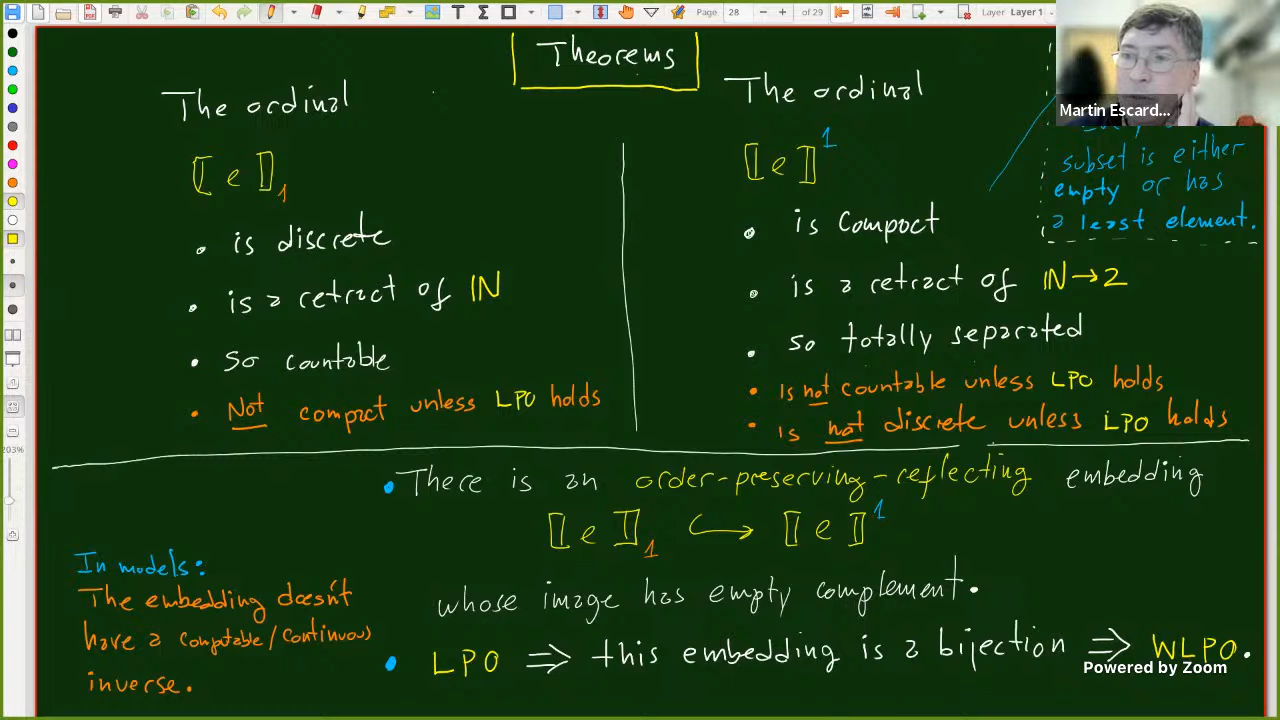 Page 28 of 29 Layer Layer 1
Theorems
The ordinal
⟦ e ⟧₁
• is discrete
• is a retract of ℕ
• so countable
• Not compact unless LPO holds
The ordinal
⟦ e ⟧¹
• is compact
• is a retract of ℕ→2
• so totally separated
• is not countable unless LPO holds
• is not discrete unless LPO holds
Martin Escard...
subset is either
empty or has
a least element.
• There is an order-preserving-reflecting embedding
⟦ e ⟧₁ ↪ ⟦ e ⟧¹
whose image has empty complement.
• LPO ⇒ this embedding is a bijection ⇒ WLPO.
In models:
The embedding doesn't
have a computable/continuous
inverse.
Powered by Zoom
203%